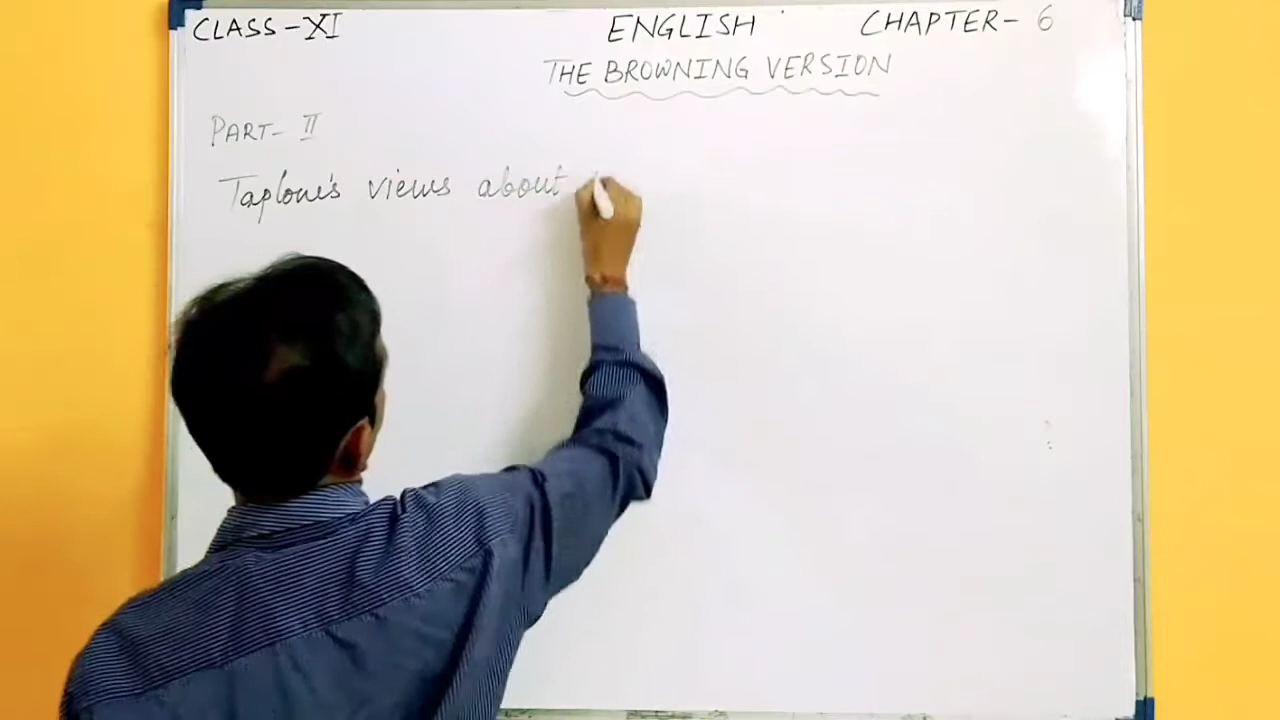 CLASS-XI ENGLISH CHAPTER-6
THE BROWNING VERSION
PART-II
Taplow's views about